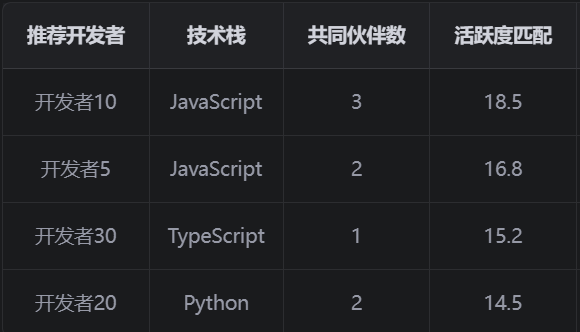 推荐开发者 技术栈 共同伙伴数 活跃度匹配
开发者10 JavaScript 3 18.5
开发者5 JavaScript 2 16.8
开发者30 TypeScript 1 15.2
开发者20 Python 2 14.5